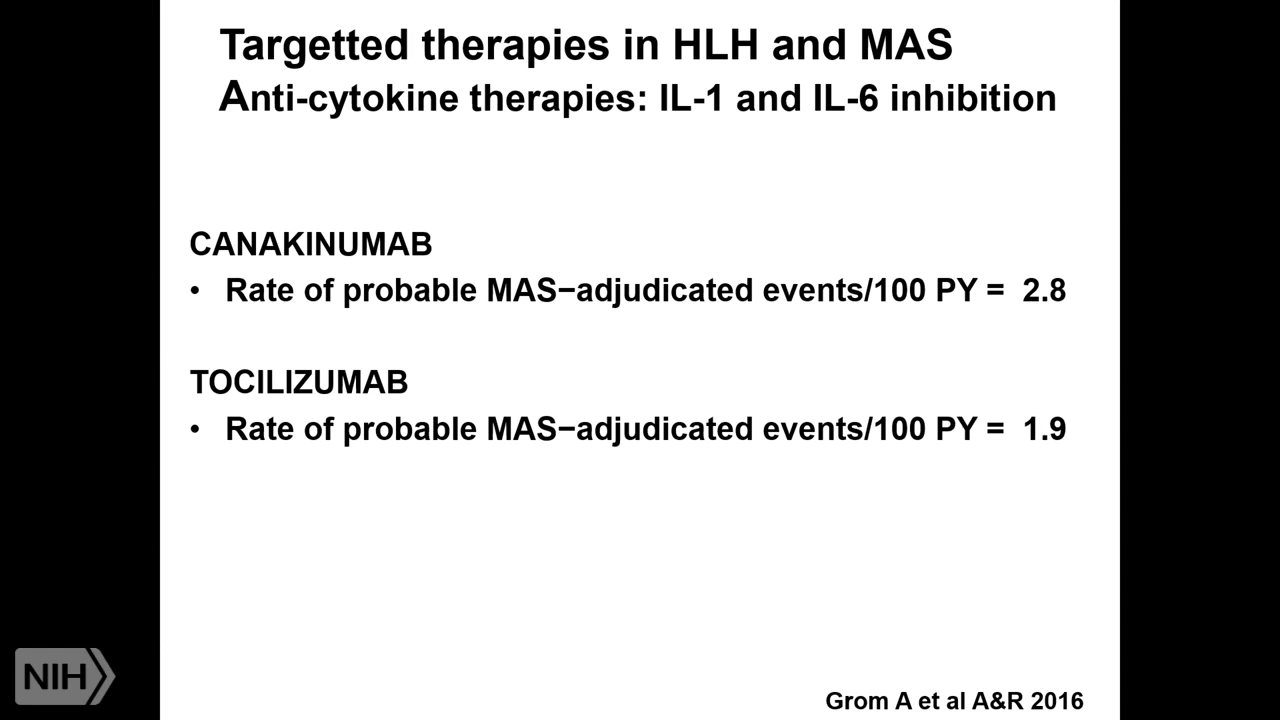 Targetted therapies in HLH and MAS
Anti-cytokine therapies: IL-1 and IL-6 inhibition
CANAKINUMAB
• Rate of probable MAS−adjudicated events/100 PY = 2.8
TOCILIZUMAB
• Rate of probable MAS−adjudicated events/100 PY = 1.9
NIH
Grom A et al A&R 2016